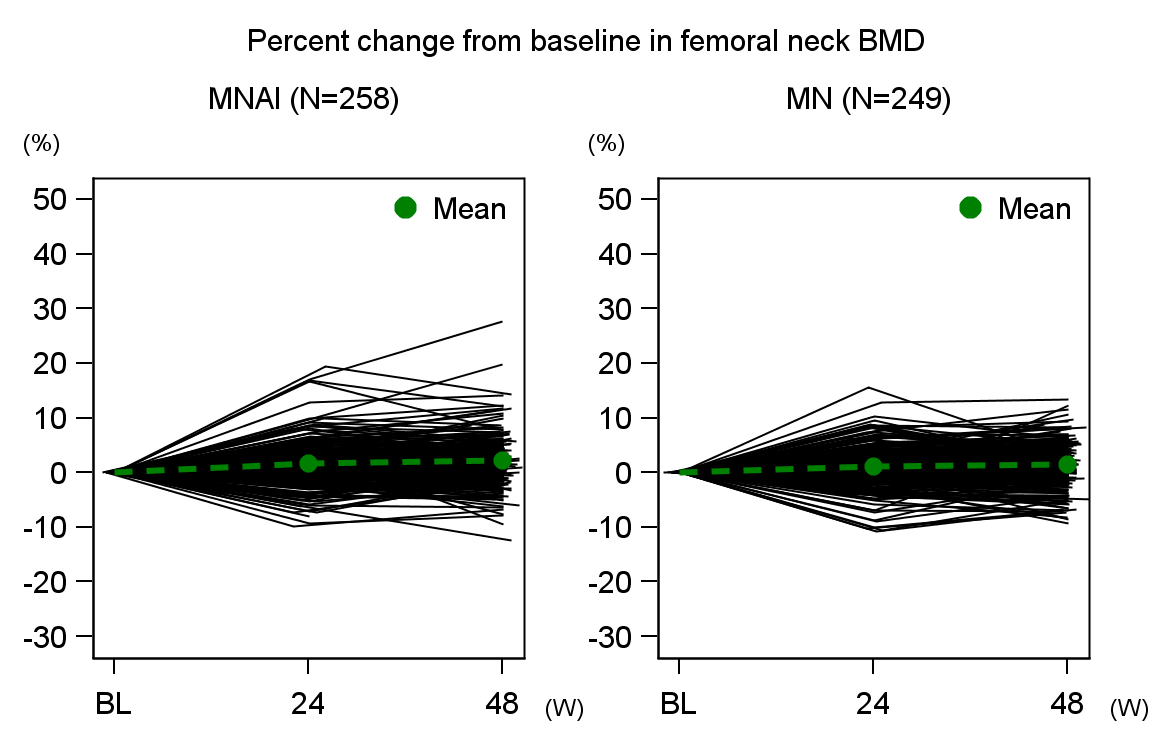 Percent change from baseline in femoral neck BMD
MNAI (N=258)
(%)
50
40
30
20
10
0
-10
-20
-30
Mean
BL 24 48 (W)
MN (N=249)
(%)
50
40
30
20
10
0
-10
-20
-30
Mean
BL 24 48 (W)